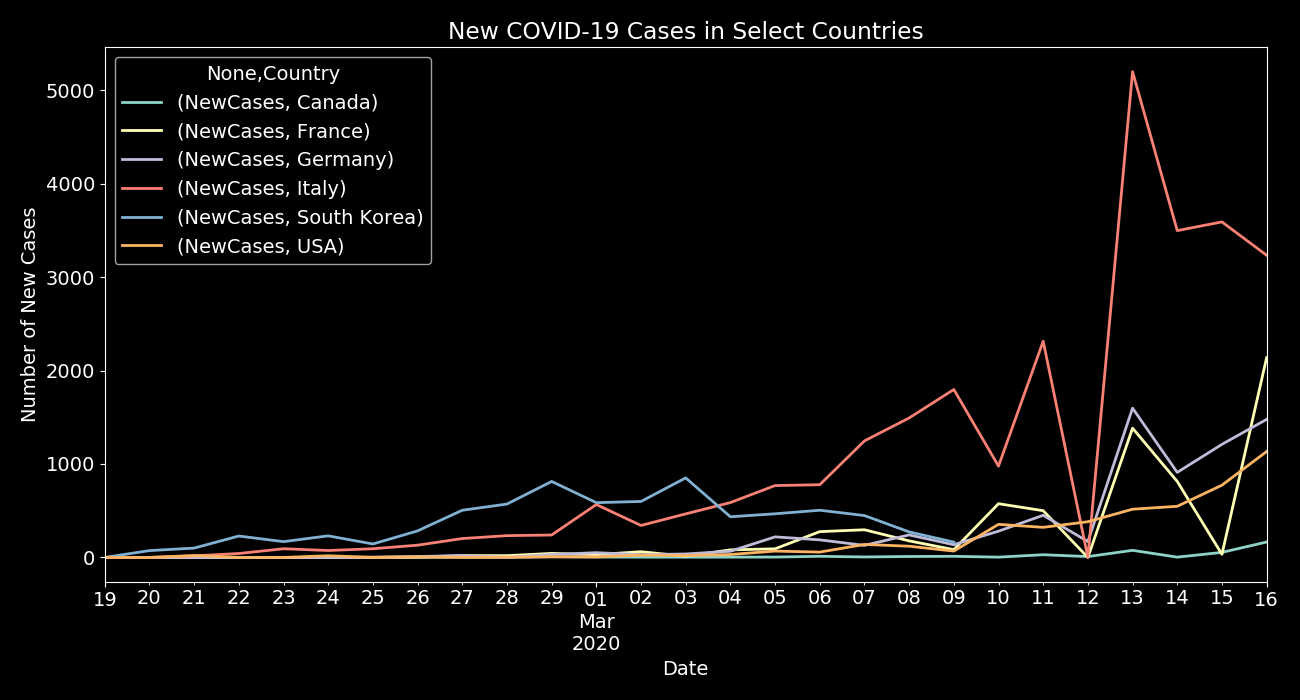 New COVID-19 Cases in Select Countries
None,Country
(NewCases, Canada)
(NewCases, France)
(NewCases, Germany)
(NewCases, Italy)
(NewCases, South Korea)
(NewCases, USA)
Number of New Cases
5000
4000
3000
2000
1000
0
19 20 21 22 23 24 25 26 27 28 29 01 02 03 04 05 06 07 08 09 10 11 12 13 14 15 16
Mar
2020
Date